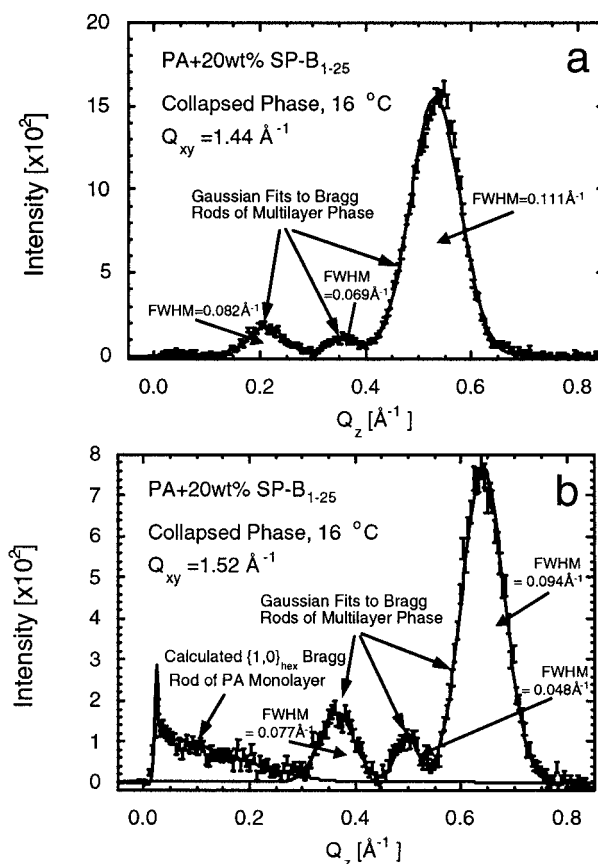 a
PA+20wt% SP-B1-25
Collapsed Phase, 16 °C
Qxy =1.44 Å-1
Gaussian Fits to Bragg
Rods of Multilayer Phase
FWHM=0.111Å-1
FWHM
=0.069Å-1
FWHM=0.082Å-1
Intensity [x10²]
20
15
10
5
0
0.0 0.2 0.4 0.6 0.8
Qz [Å-1]
b
PA+20wt% SP-B1-25
Collapsed Phase, 16 °C
Qxy =1.52 Å-1
FWHM
= 0.094Å-1
Gaussian Fits to Bragg
Rods of Multilayer Phase
Calculated {1,0}hex Bragg
Rod of PA Monolayer
FWHM
= 0.077Å-1
FWHM
= 0.048Å-1
Intensity [x10²]
8
7
6
5
4
3
2
1
0
0.0 0.2 0.4 0.6 0.8
Qz [Å-1]